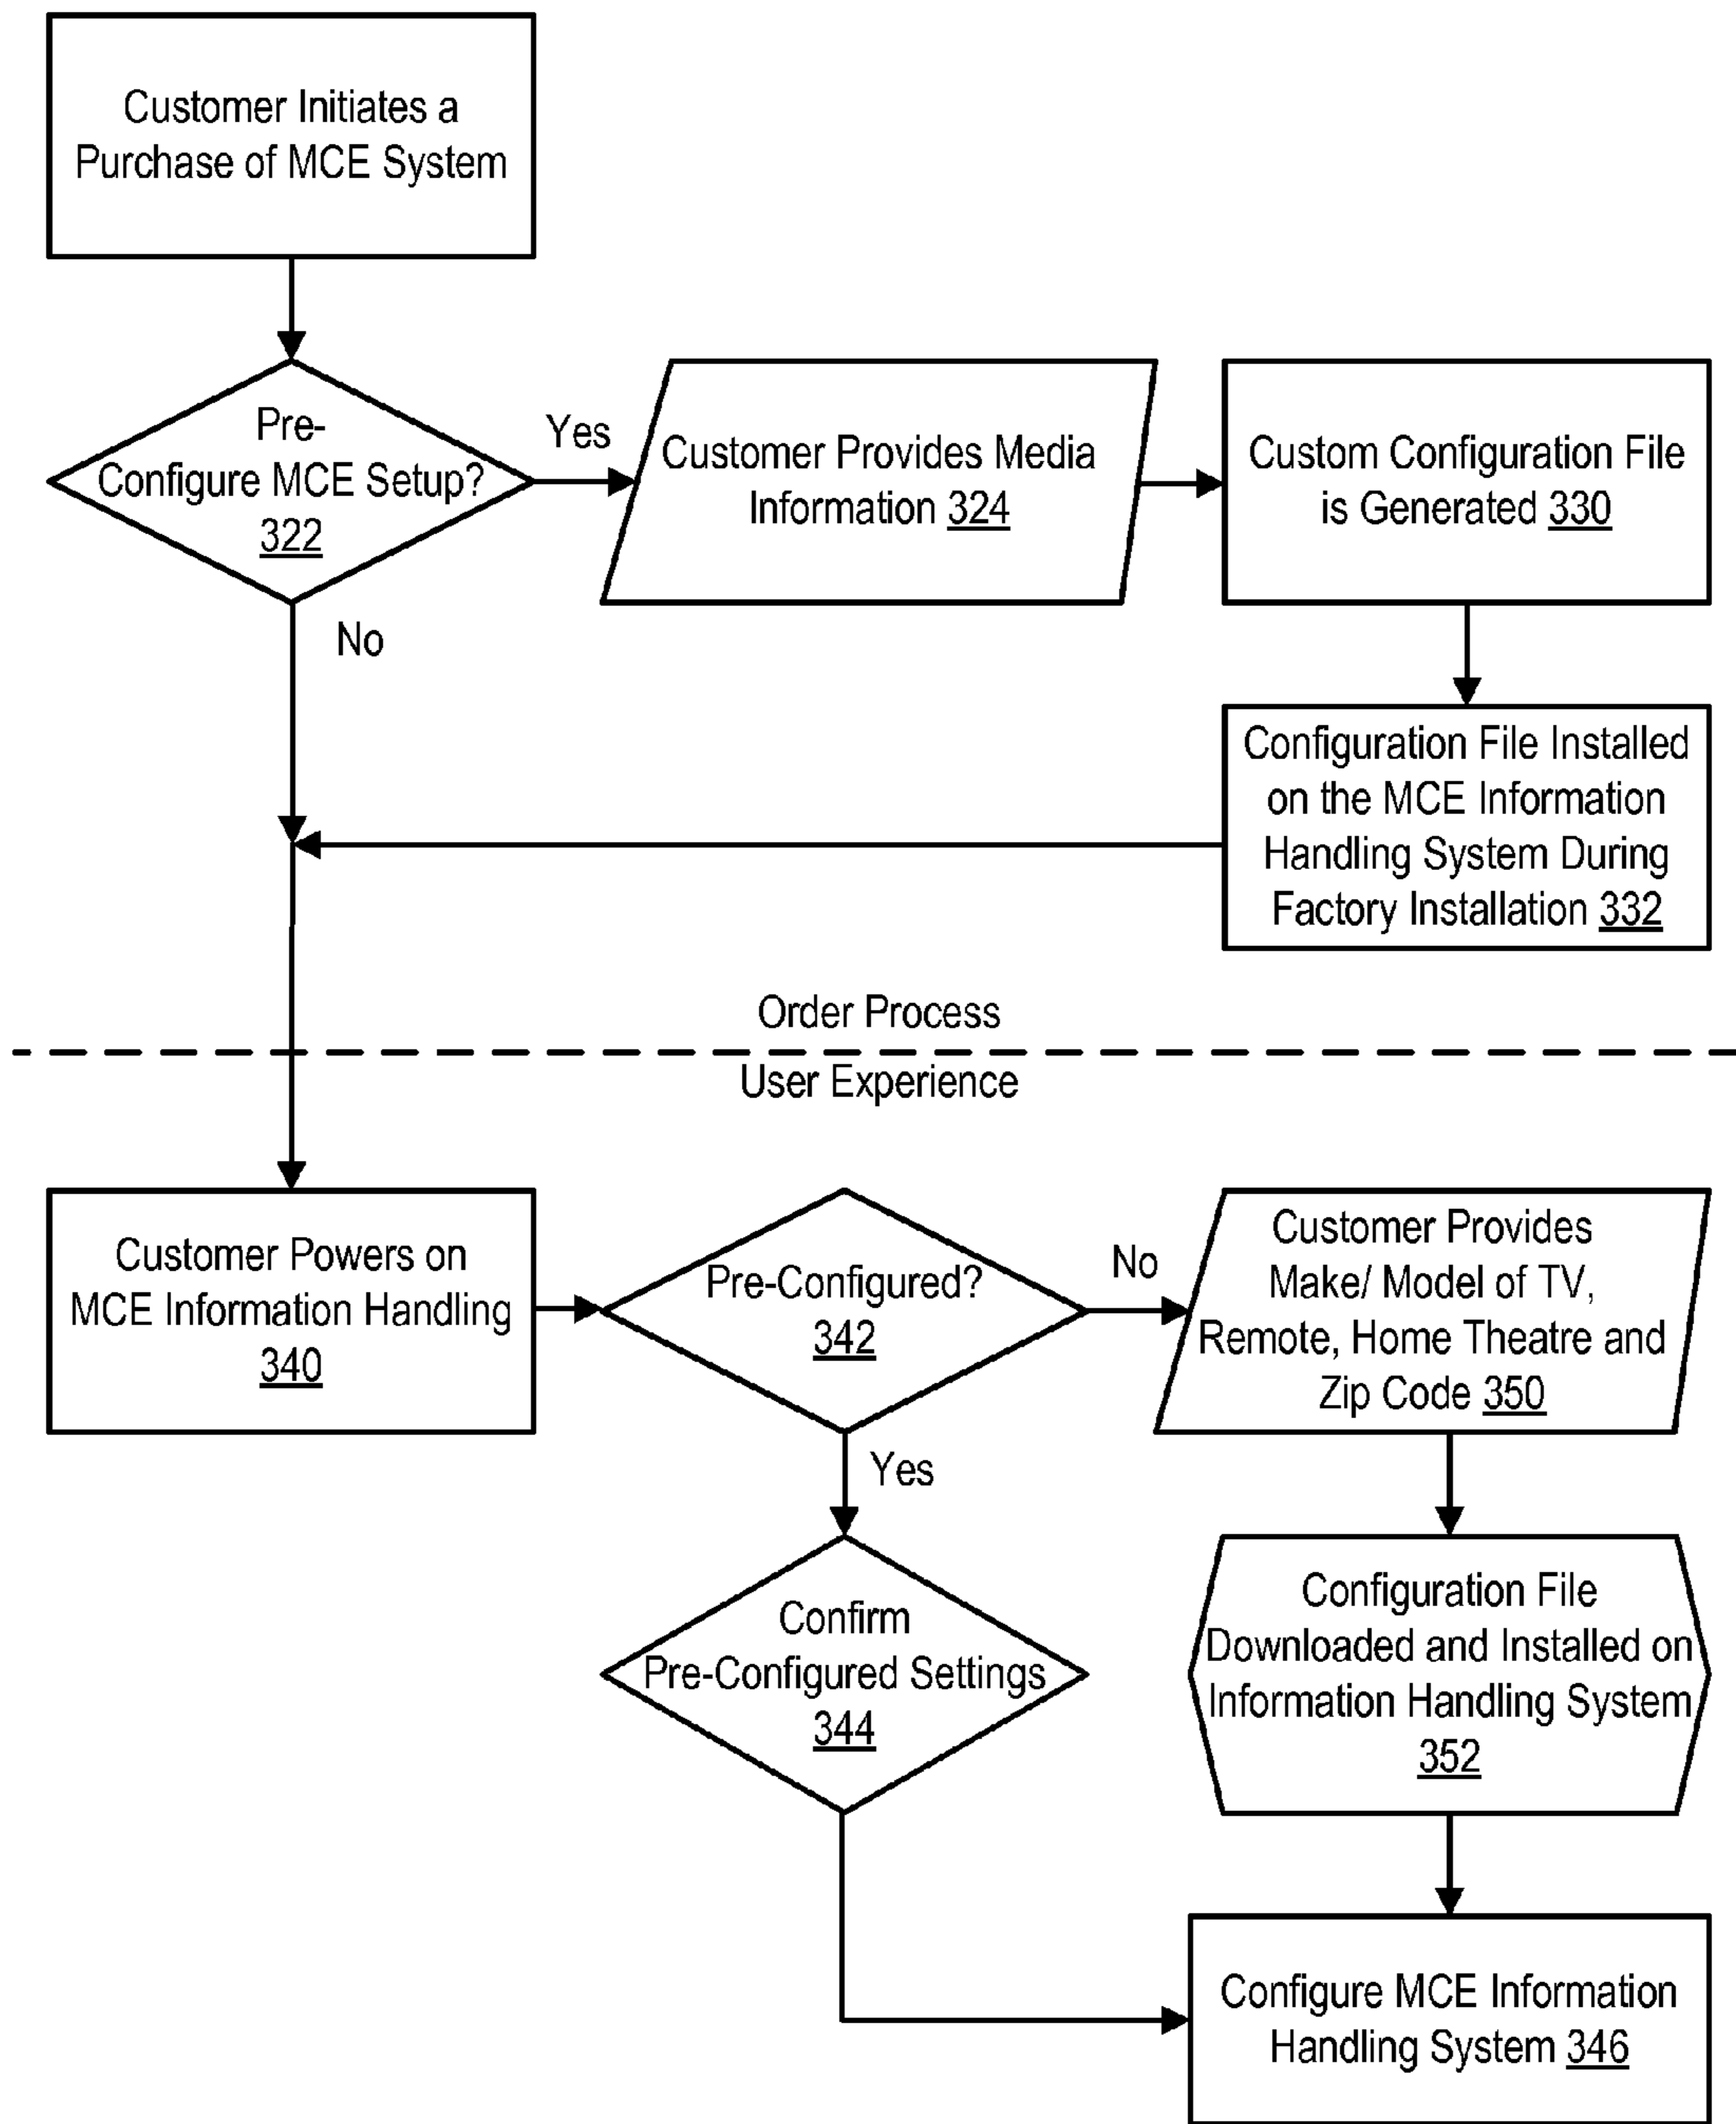 Customer Initiates a
Purchase of MCE System
Pre-
Configure MCE Setup?
322
Yes
No
Customer Provides Media
Information 324
Custom Configuration File
is Generated 330
Configuration File Installed
on the MCE Information
Handling System During
Factory Installation 332
Order Process
User Experience
Customer Powers on
MCE Information Handling
340
Pre-Configured?
342
No
Yes
Customer Provides
Make/ Model of TV,
Remote, Home Theatre and
Zip Code 350
Confirm
Pre-Configured Settings
344
Configuration File
Downloaded and Installed on
Information Handling System
352
Configure MCE Information
Handling System 346